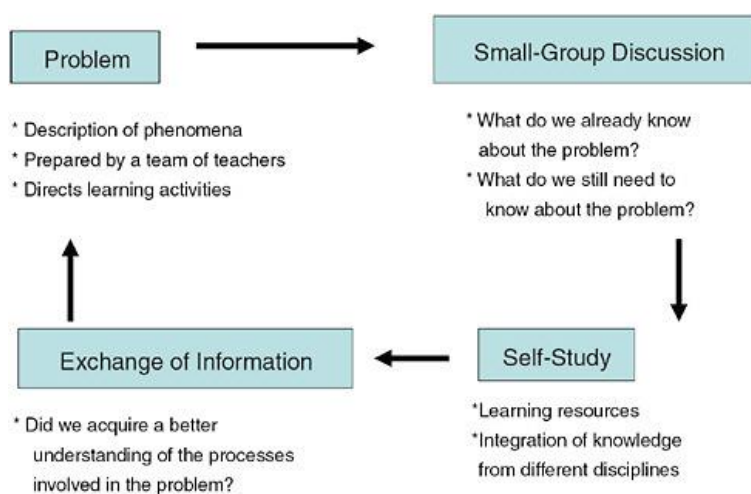 Problem
* Description of phenomena
* Prepared by a team of teachers
* Directs learning activities
Small-Group Discussion
* What do we already know
about the problem?
* What do we still need to
know about the problem?
Self-Study
*Learning resources
*Integration of knowledge
from different disciplines
Exchange of Information
* Did we acquire a better
understanding of the processes
involved in the problem?